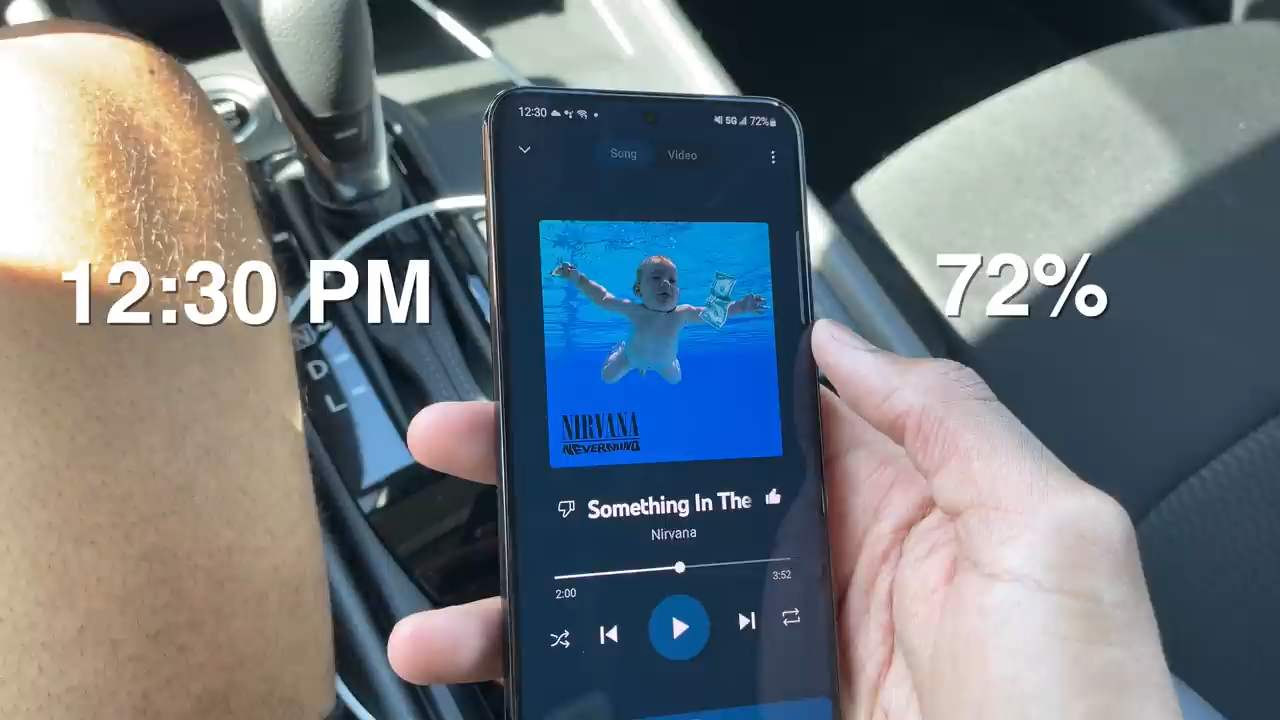 12:30
5G 72%
Song Video
12:30 PM
72%
D
L
NIRVANA
NEVERMIND
Something In The
Nirvana
2:00
3:52